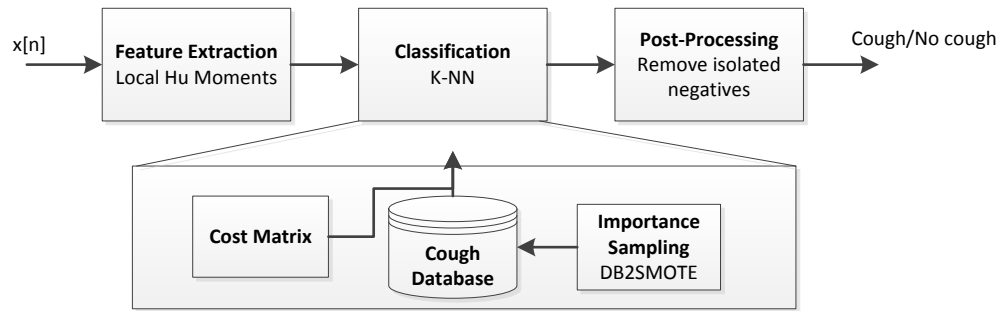 x[n]
Feature Extraction
Local Hu Moments
Classification
K-NN
Post-Processing
Remove isolated
negatives
Cough/No cough
Cost Matrix
Cough
Database
Importance
Sampling
DB2SMOTE